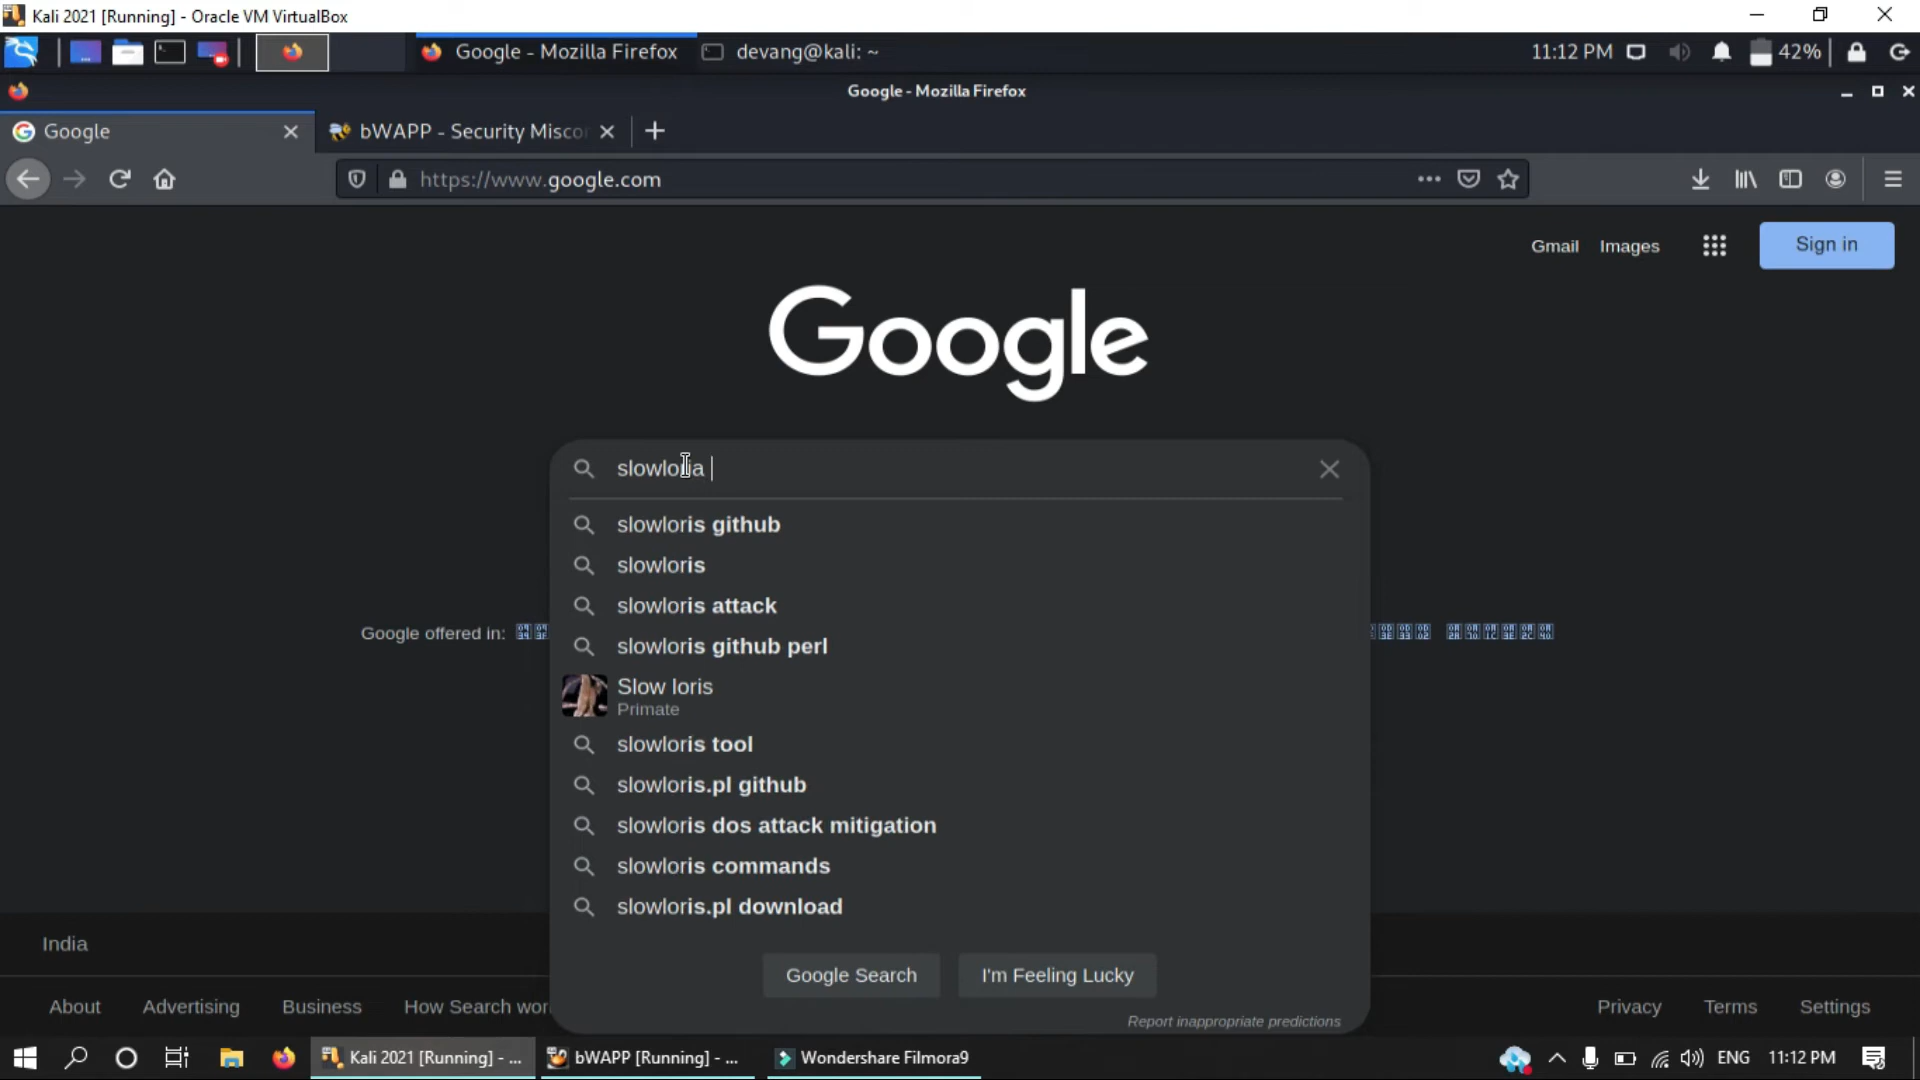 Kali 2021 [Running] - Oracle VM VirtualBox
Google - Mozilla Firefox
devang@kali: ~
11:12 PM
42%
Google - Mozilla Firefox
Google
bWAPP - Security Misco
https://www.google.com
Gmail
Images
Sign in
Google
slowloria
slowloris github
slowloris
slowloris attack
slowloris github perl
Slow loris
Primate
Google offered in:
slowloris tool
slowloris.pl github
slowloris dos attack mitigation
slowloris commands
slowloris.pl download
India
Google Search
I'm Feeling Lucky
About
Advertising
Business
How Search wor
Privacy
Terms
Settings
Report inappropriate predictions
Kali 2021 [Running] - ...
bWAPP [Running] - ...
Wondershare Filmora9
ENG
11:12 PM